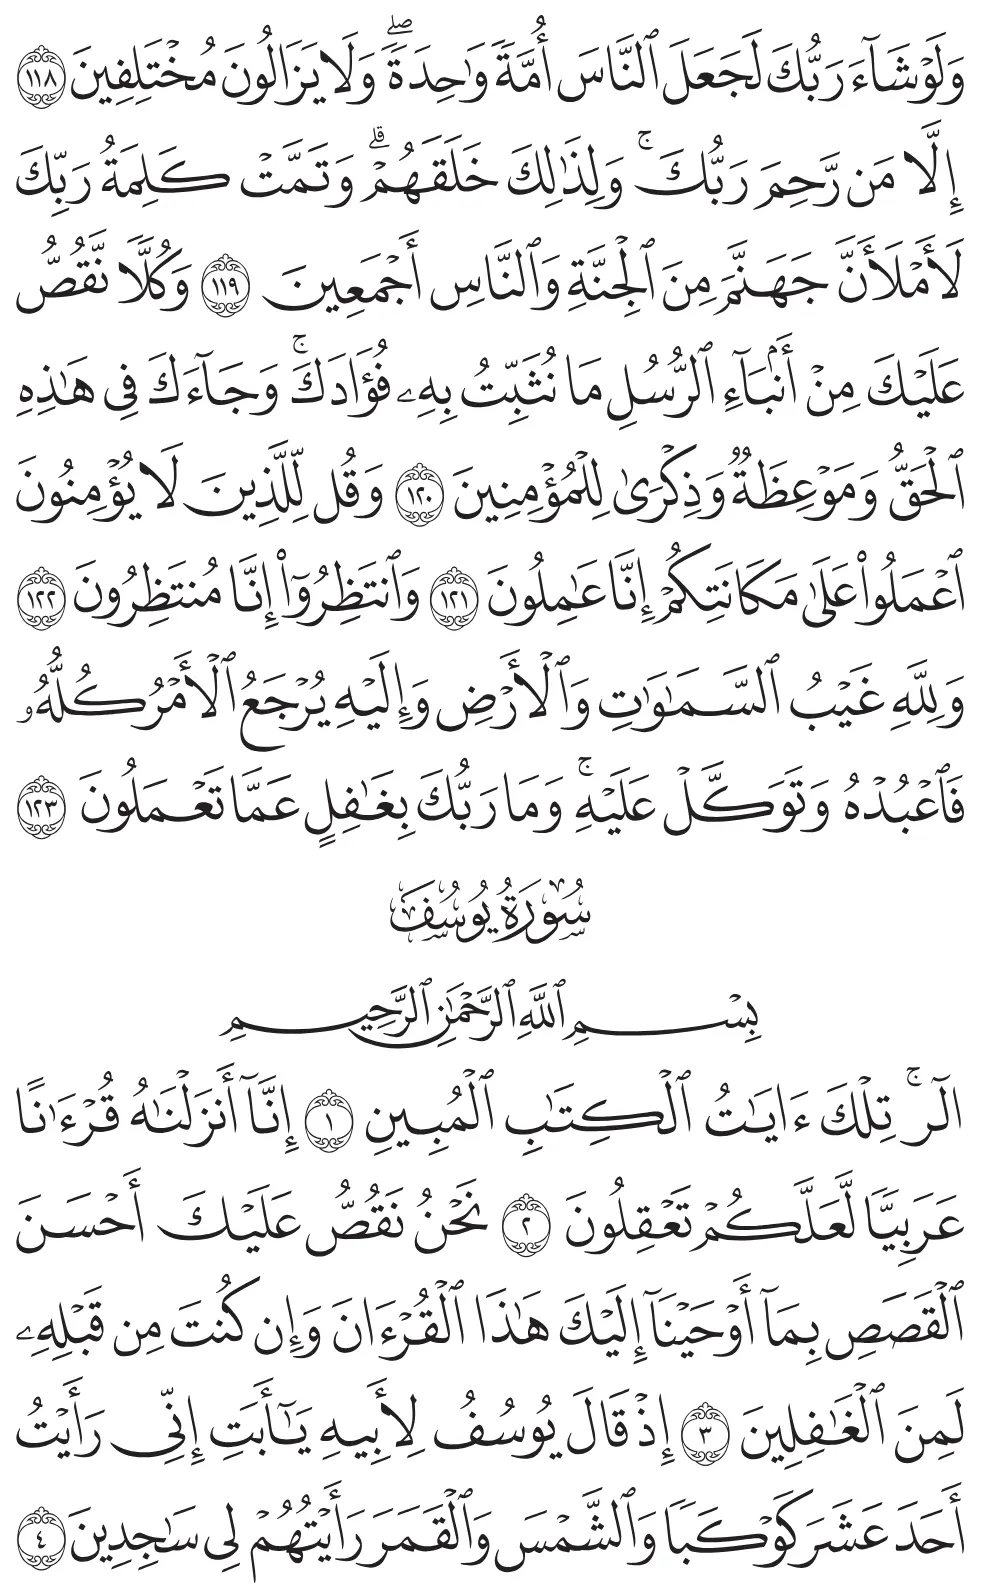 وَلَوْ شَآءَ رَبُّكَ لَجَعَلَ ٱلنَّاسَ أُمَّةً وَٰحِدَةً ۖ وَلَا يَزَالُونَ مُخْتَلِفِينَ ١١٨
إِلَّا مَن رَّحِمَ رَبُّكَ ۚ وَلِذَٰلِكَ خَلَقَهُمْ ۗ وَتَمَّتْ كَلِمَةُ رَبِّكَ
لَأَمْلَأَنَّ جَهَنَّمَ مِنَ ٱلْجِنَّةِ وَٱلنَّاسِ أَجْمَعِينَ ١١٩ وَكُلًّا نَّقُصُّ
عَلَيْكَ مِنْ أَنۢبَآءِ ٱلرُّسُلِ مَا نُثَبِّتُ بِهِۦ فُؤَادَكَ ۚ وَجَآءَكَ فِى هَٰذِهِ
ٱلْحَقُّ وَمَوْعِظَةٌ وَذِكْرَىٰ لِلْمُؤْمِنِينَ ١٢٠ وَقُل لِّلَّذِينَ لَا يُؤْمِنُونَ
ٱعْمَلُوا۟ عَلَىٰ مَكَانَتِكُمْ إِنَّا عَٰمِلُونَ ١٢١ وَٱنتَظِرُوٓا۟ إِنَّا مُنتَظِرُونَ ١٢٢
وَلِلَّهِ غَيْبُ ٱلسَّمَٰوَٰتِ وَٱلْأَرْضِ وَإِلَيْهِ يُرْجَعُ ٱلْأَمْرُ كُلُّهُۥ
فَٱعْبُدْهُ وَتَوَكَّلْ عَلَيْهِ ۚ وَمَا رَبُّكَ بِغَٰفِلٍ عَمَّا تَعْمَلُونَ ١٢٣
سُورَةُ يُوسُفَ
بِسْمِ ٱللَّهِ ٱلرَّحْمَٰنِ ٱلرَّحِيمِ
الٓر ۚ تِلْكَ ءَايَٰتُ ٱلْكِتَٰبِ ٱلْمُبِينِ ١ إِنَّآ أَنزَلْنَٰهُ قُرْءَٰنًا
عَرَبِيًّا لَّعَلَّكُمْ تَعْقِلُونَ ٢ نَحْنُ نَقُصُّ عَلَيْكَ أَحْسَنَ
ٱلْقَصَصِ بِمَآ أَوْحَيْنَآ إِلَيْكَ هَٰذَا ٱلْقُرْءَانَ وَإِن كُنتَ مِن قَبْلِهِۦ
لَمِنَ ٱلْغَٰفِلِينَ ٣ إِذْ قَالَ يُوسُفُ لِأَبِيهِ يَٰٓأَبَتِ إِنِّى رَأَيْتُ
أَحَدَ عَشَرَ كَوْكَبًا وَٱلشَّمْسَ وَٱلْقَمَرَ رَأَيْتُهُمْ لِى سَٰجِدِينَ ٤